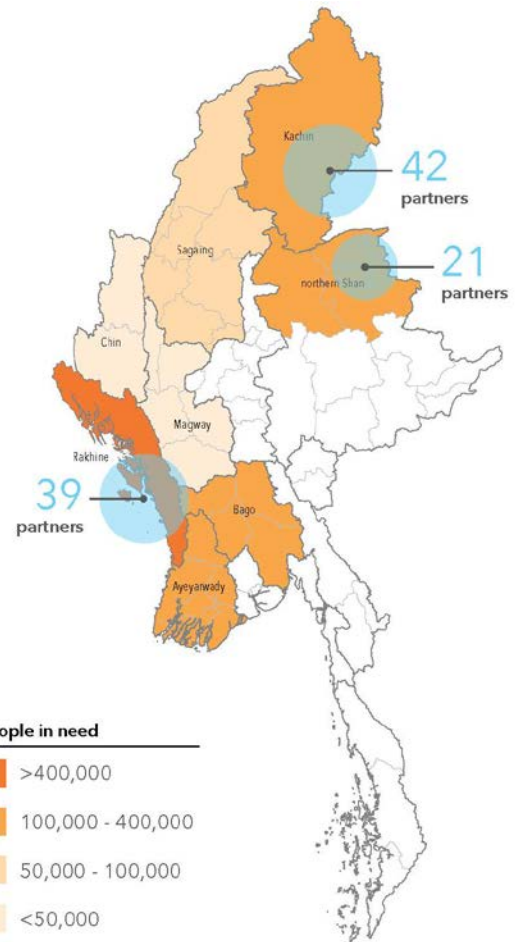 Kachin
42
partners
Sagaing
21
partners
northern Shan
Chin
Magway
Rakhine
39
partners
Bago
Ayeyarwady
ople in need
>400,000
100,000 - 400,000
50,000 - 100,000
<50,000